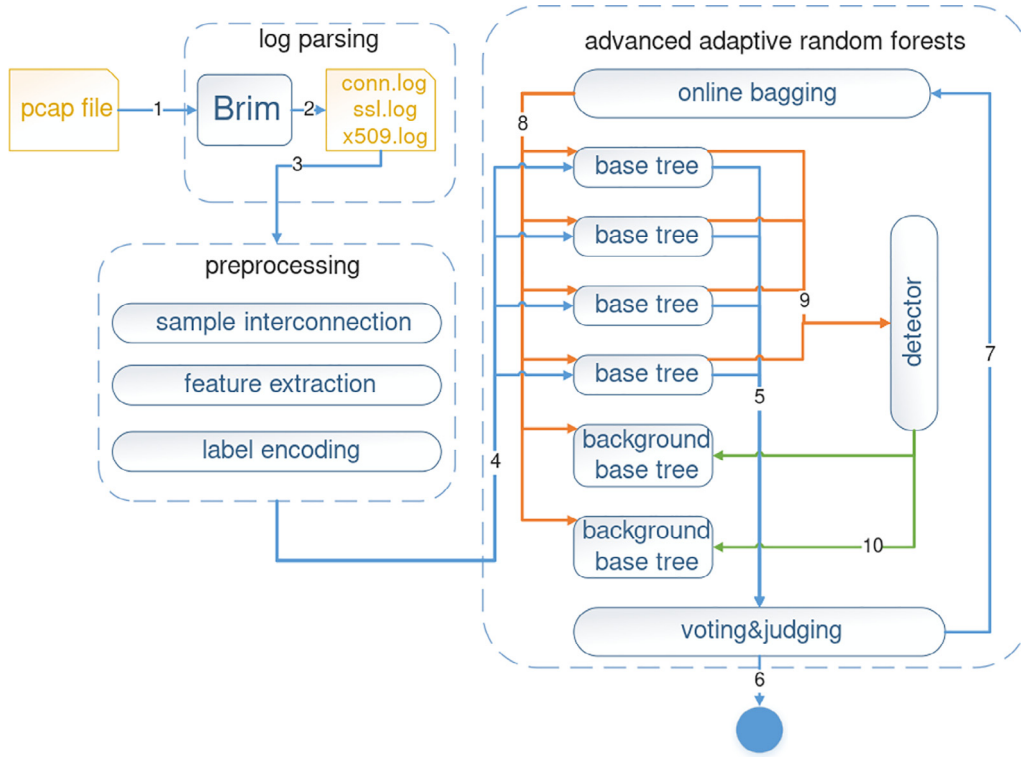 log parsing
pcap file
1
Brim
2
conn.log
ssl.log
x509.log
3
preprocessing
sample interconnection
feature extraction
label encoding
4
advanced adaptive random forests
online bagging
8
base tree
base tree
base tree
base tree
9
detector
7
5
background
base tree
background
base tree
10
voting&judging
6